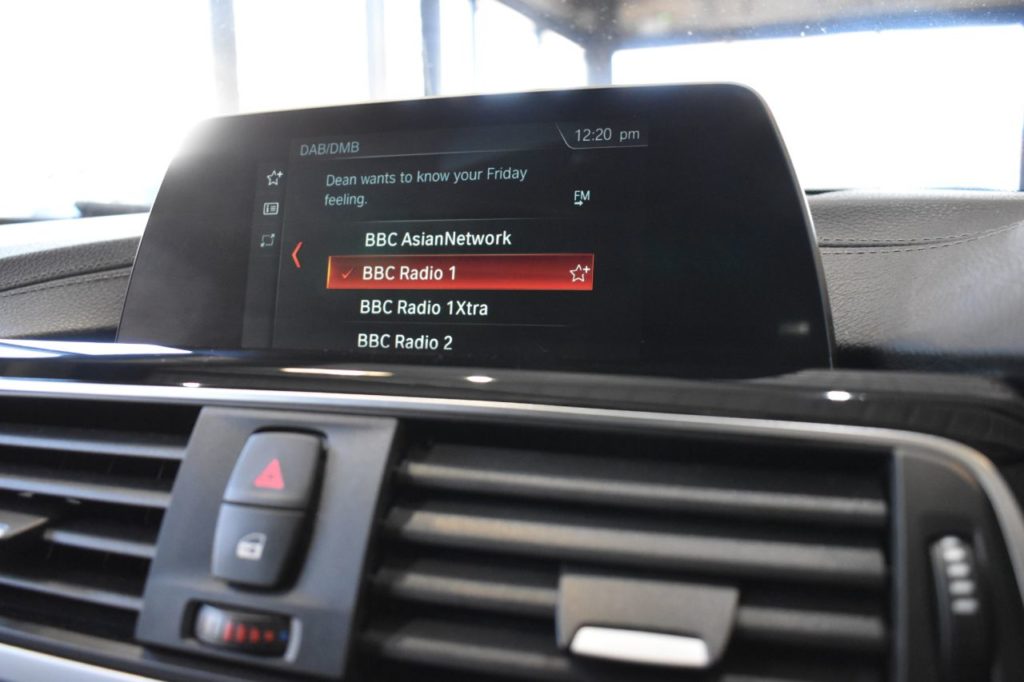 DAB/DMB
12:20 pm
Dean wants to know your Friday
feeling.
FM
BBC AsianNetwork
BBC Radio 1
BBC Radio 1Xtra
BBC Radio 2